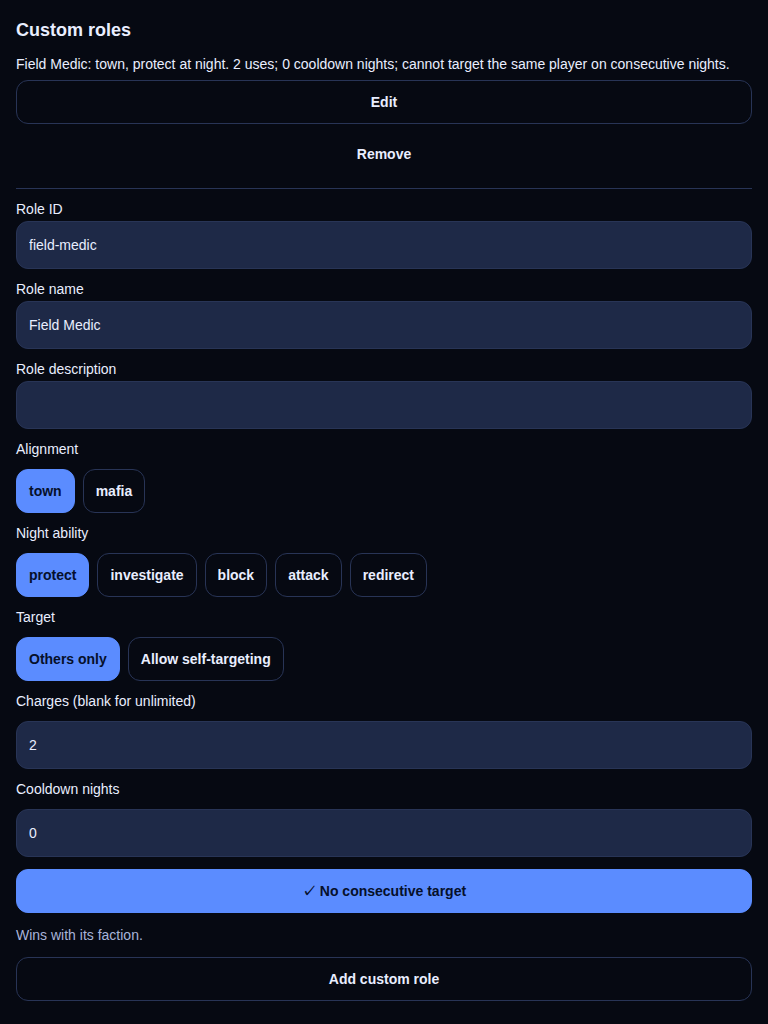 Custom roles
Field Medic: town, protect at night. 2 uses; 0 cooldown nights; cannot target the same player on consecutive nights.
Edit
Remove
Role ID
field-medic
Role name
Field Medic
Role description
Alignment
town mafia
Night ability
protect investigate block attack redirect
Target
Others only Allow self-targeting
Charges (blank for unlimited)
2
Cooldown nights
0
✓ No consecutive target
Wins with its faction.
Add custom role